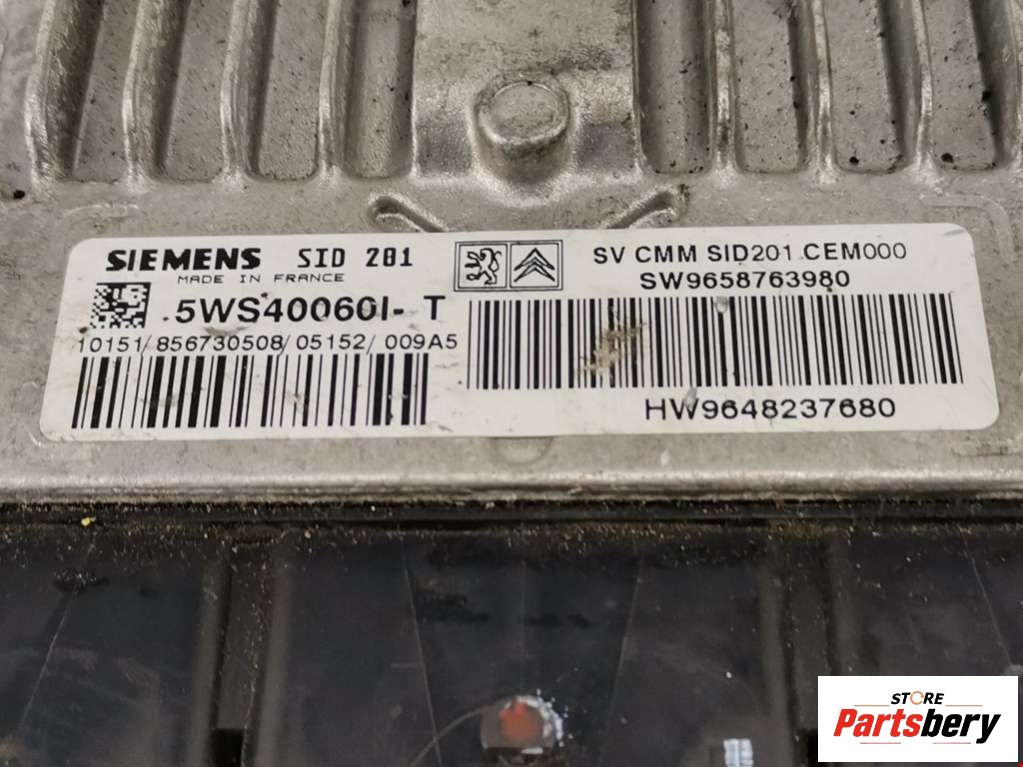 SIEMENS SID 201
MADE IN FRANCE
5WS40060I- T
10151/856730508/05152/009A5
SV CMM SID201 CEM000
SW9658763980
HW9648237680
STORE
Partsbery